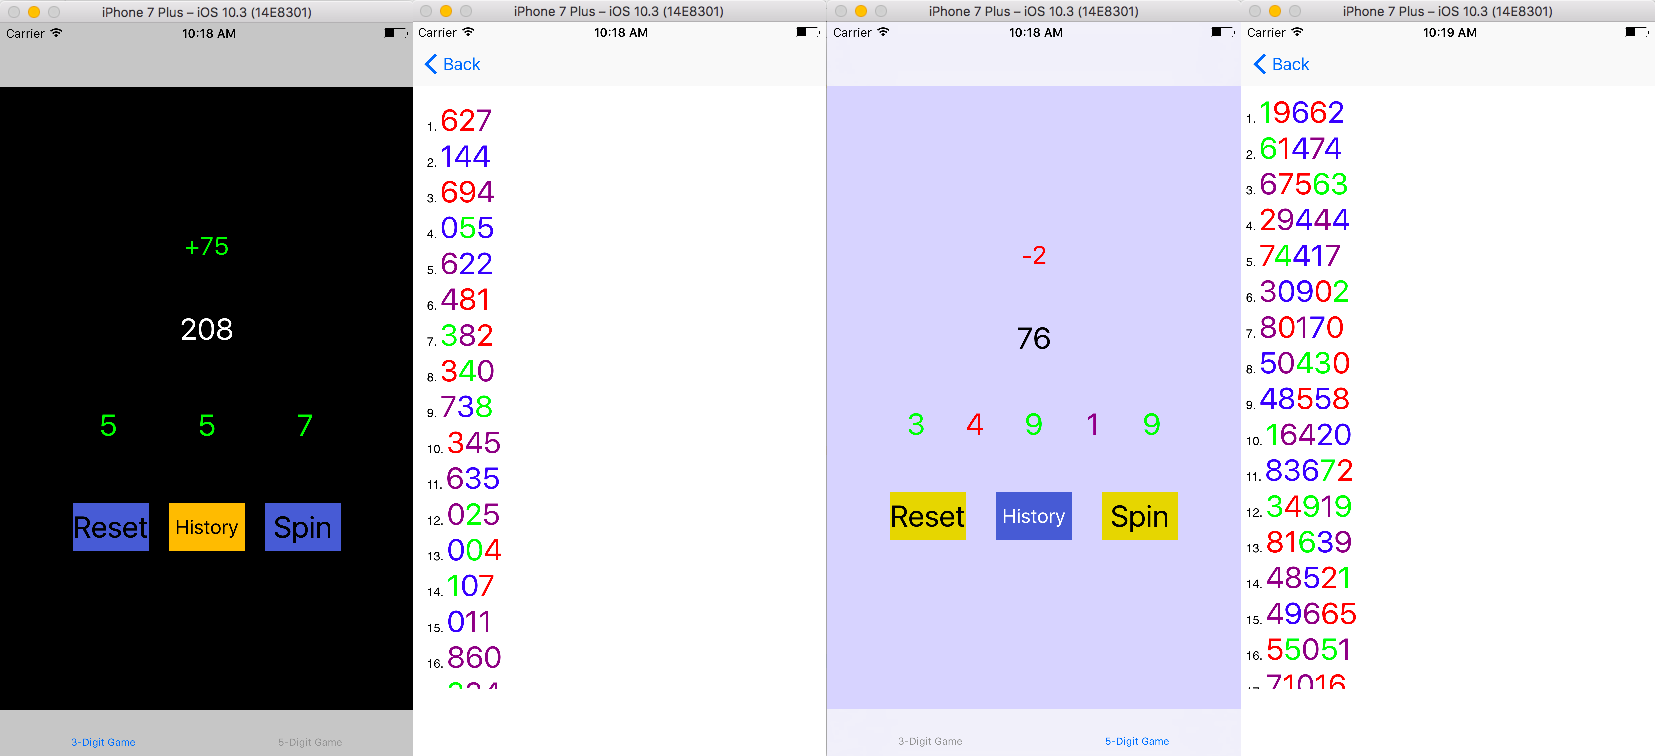 iPhone 7 Plus – iOS 10.3 (14E8301)
Carrier 10:18 AM
+75
208
5 5 7
Reset History Spin
3-Digit Game 5-Digit Game
iPhone 7 Plus – iOS 10.3 (14E8301)
Carrier 10:18 AM
Back
1. 627
2. 144
3. 694
4. 055
5. 622
6. 481
7. 382
8. 340
9. 738
10. 345
11. 635
12. 025
13. 004
14. 107
15. 011
16. 860
iPhone 7 Plus – iOS 10.3 (14E8301)
Carrier 10:18 AM
-2
76
3 4 9 1 9
Reset History Spin
3-Digit Game 5-Digit Game
iPhone 7 Plus – iOS 10.3 (14E8301)
Carrier 10:19 AM
Back
1. 19662
2. 61474
3. 67563
4. 29444
5. 74417
6. 30902
7. 80170
8. 50430
9. 48558
10. 16420
11. 83672
12. 34919
13. 81639
14. 48521
15. 49665
16. 55051
71016